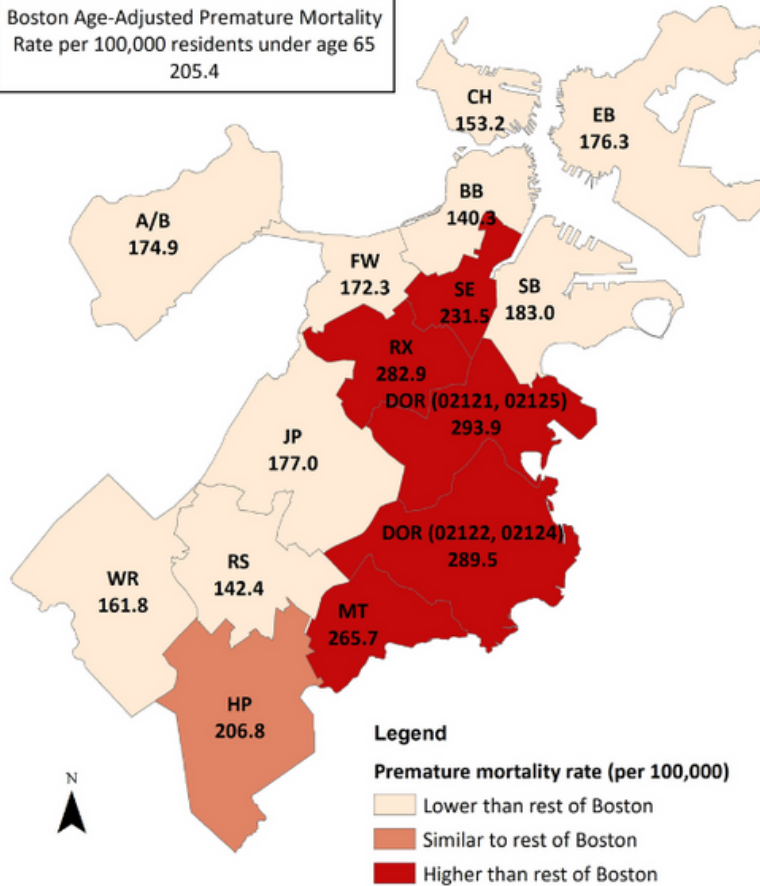 Boston Age-Adjusted Premature Mortality
Rate per 100,000 residents under age 65
205.4
CH
153.2
EB
176.3
BB
140.3
A/B
174.9
FW
172.3
SE
231.5
SB
183.0
RX
282.9
DOR (02121, 02125)
293.9
JP
177.0
DOR (02122, 02124)
289.5
RS
142.4
WR
161.8
MT
265.7
HP
206.8
N
Legend
Premature mortality rate (per 100,000)
Lower than rest of Boston
Similar to rest of Boston
Higher than rest of Boston